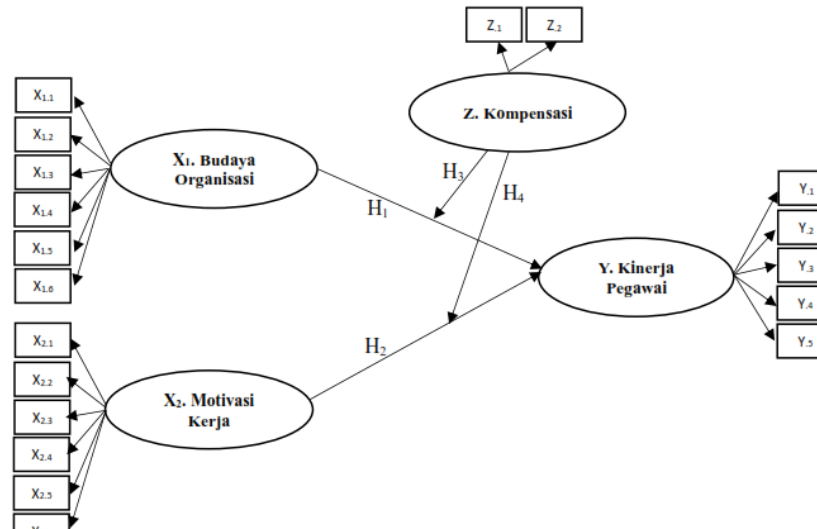 Z.1
Z.2
Z. Kompensasi
X1.1
X1.2
X1.3
X1.4
X1.5
X1.6
X1. Budaya
Organisasi
H3
H4
H1
Y. Kinerja
Pegawai
Y.1
Y.2
Y.3
Y.4
Y.5
H2
X2.1
X2.2
X2.3
X2.4
X2.5
X2. Motivasi
Kerja